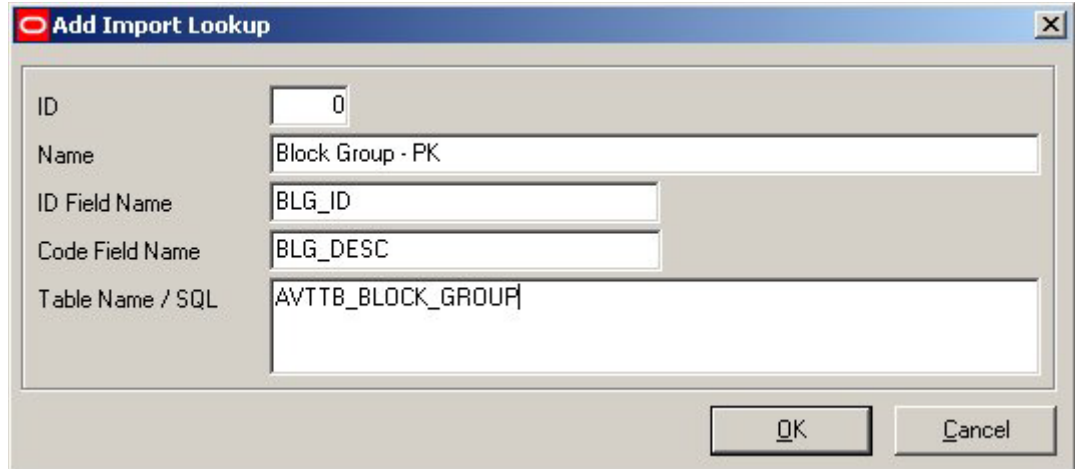 Add Import Lookup
ID 0
Name Block Group - PK
ID Field Name BLG_ID
Code Field Name BLG_DESC
Table Name / SQL AVTTB_BLOCK_GROUP
OK Cancel